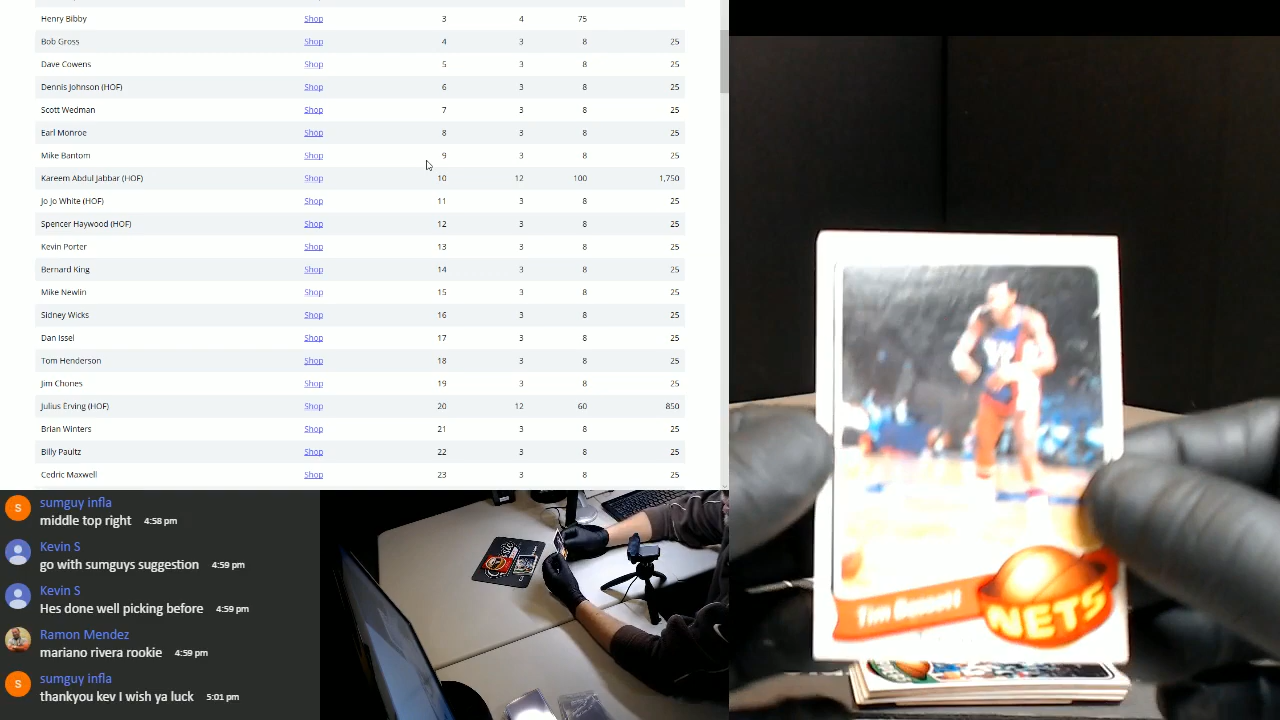 Henry Bibby Shop 3 4 75
Bob Gross Shop 4 3 8 25
Dave Cowens Shop 5 3 8 25
Dennis Johnson (HOF) Shop 6 3 8 25
Scott Wedman Shop 7 3 8 25
Earl Monroe Shop 8 3 8 25
Mike Bantom Shop 9 3 8 25
Kareem Abdul Jabbar (HOF) Shop 10 12 100 1,750
Jo Jo White (HOF) Shop 11 3 8 25
Spencer Haywood (HOF) Shop 12 3 8 25
Kevin Porter Shop 13 3 8 25
Bernard King Shop 14 3 8 25
Mike Newlin Shop 15 3 8 25
Sidney Wicks Shop 16 3 8 25
Dan Issel Shop 17 3 8 25
Tom Henderson Shop 18 3 8 25
Jim Chones Shop 19 3 8 25
Julius Erving (HOF) Shop 20 12 60 850
Brian Winters Shop 21 3 8 25
Billy Paultz Shop 22 3 8 25
Cedric Maxwell Shop 23 3 8 25
S sumguy infla
middle top right 4:58 pm
Kevin S
go with sumguys suggestion 4:59 pm
Kevin S
Hes done well picking before 4:59 pm
Ramon Mendez
mariano rivera rookie 4:59 pm
S sumguy infla
thankyou kev I wish ya luck 5:01 pm
Tim
NETS